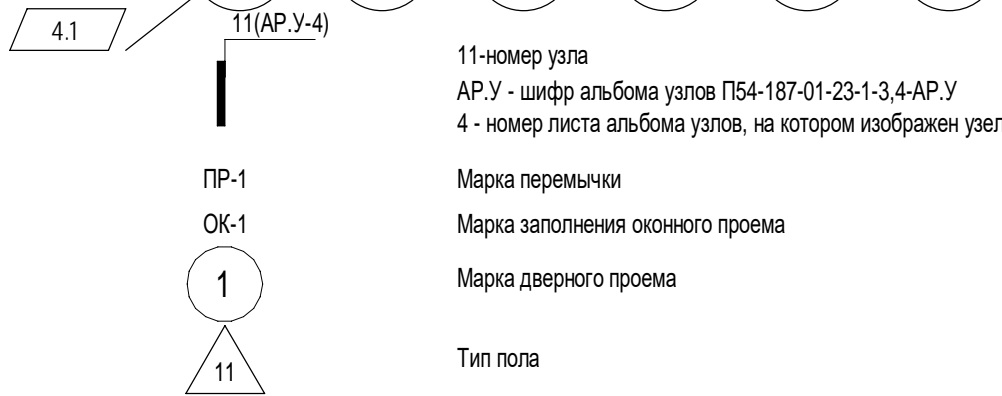 4.1
11(АР.У-4)
11-номер узла
АР.У - шифр альбома узлов П54-187-01-23-1-3,4-АР.У
4 - номер листа альбома узлов, на котором изображен узел
ПР-1 Марка перемычки
ОК-1 Марка заполнения оконного проема
1 Марка дверного проема
11 Тип пола